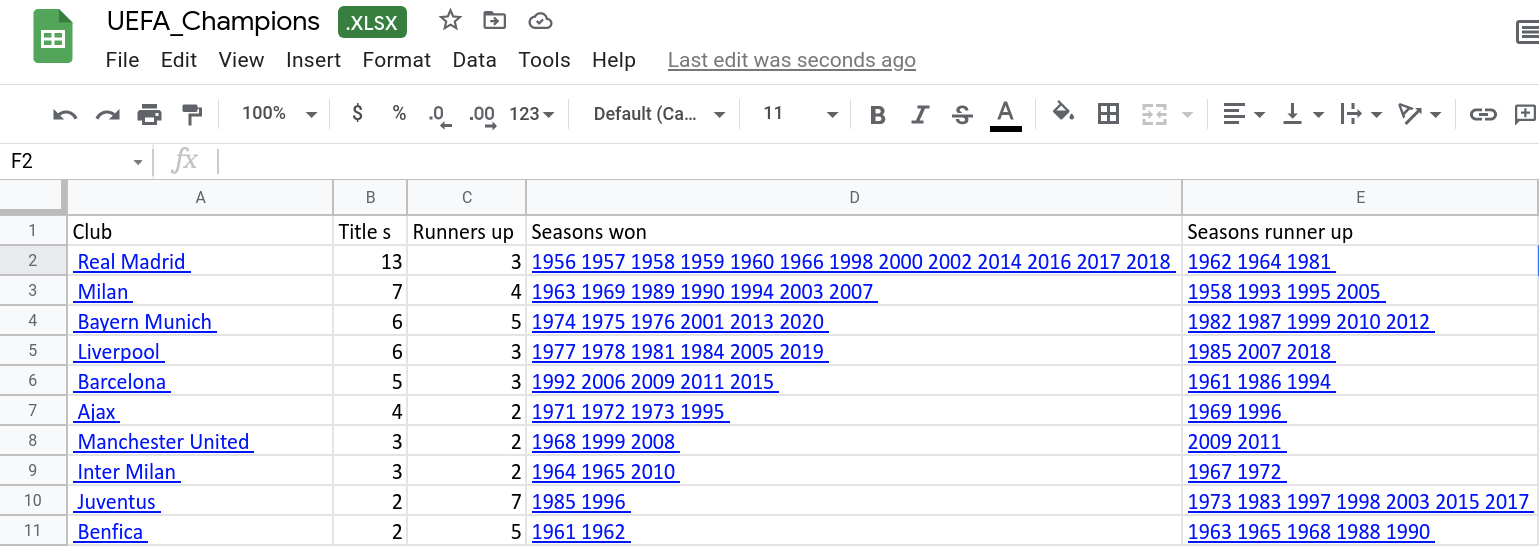 UEFA_Champions .XLSX
File Edit View Insert Format Data Tools Help Last edit was seconds ago
100% $ % .0 .00 123 Default (Ca... 11 B I S A
F2 fx
A B C D E
1 Club Title s Runners up Seasons won Seasons runner up
2 Real Madrid 13 3 1956 1957 1958 1959 1960 1966 1998 2000 2002 2014 2016 2017 2018 1962 1964 1981
3 Milan 7 4 1963 1969 1989 1990 1994 2003 2007 1958 1993 1995 2005
4 Bayern Munich 6 5 1974 1975 1976 2001 2013 2020 1982 1987 1999 2010 2012
5 Liverpool 6 3 1977 1978 1981 1984 2005 2019 1985 2007 2018
6 Barcelona 5 3 1992 2006 2009 2011 2015 1961 1986 1994
7 Ajax 4 2 1971 1972 1973 1995 1969 1996
8 Manchester United 3 2 1968 1999 2008 2009 2011
9 Inter Milan 3 2 1964 1965 2010 1967 1972
10 Juventus 2 7 1985 1996 1973 1983 1997 1998 2003 2015 2017
11 Benfica 2 5 1961 1962 1963 1965 1968 1988 1990